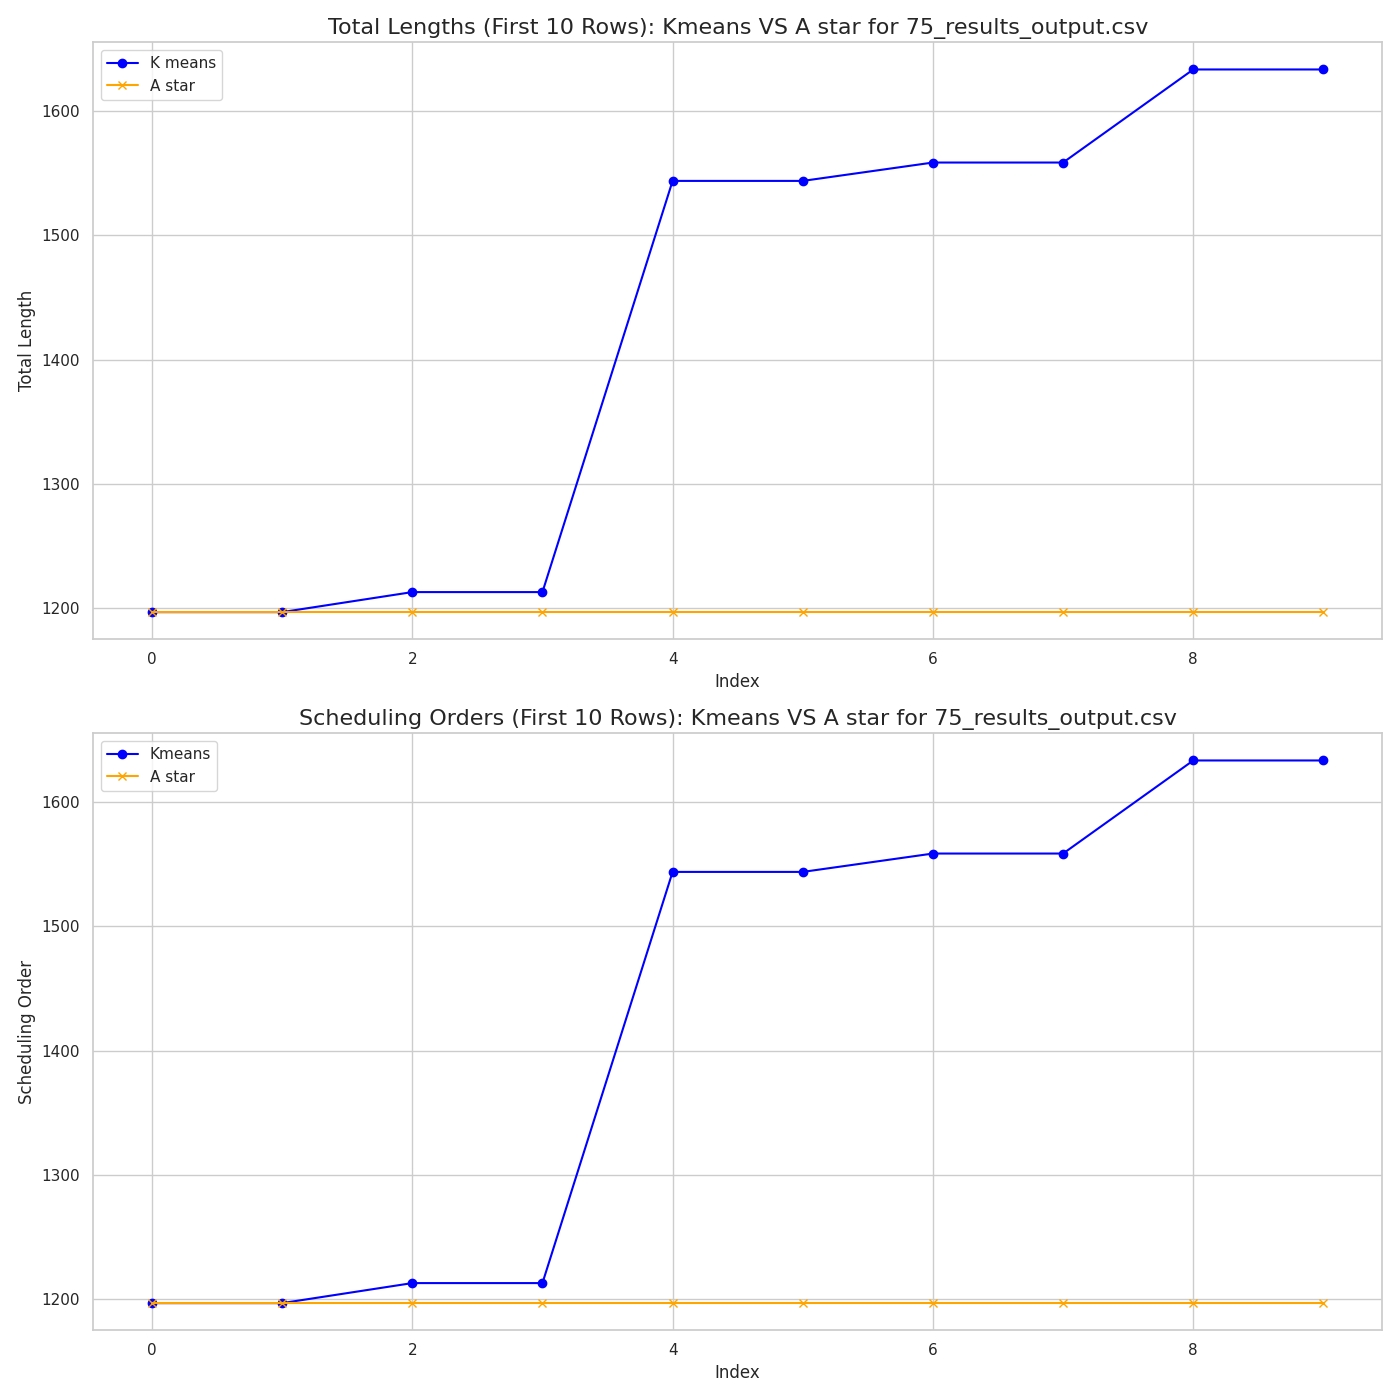 Total Lengths (First 10 Rows): Kmeans VS A star for 75_results_output.csv
K means
A star
1600
1500
1400
1300
1200
Total Length
0 2 4 6 8
Index
Scheduling Orders (First 10 Rows): Kmeans VS A star for 75_results_output.csv
Kmeans
A star
1600
1500
1400
1300
1200
Scheduling Order
0 2 4 6 8
Index